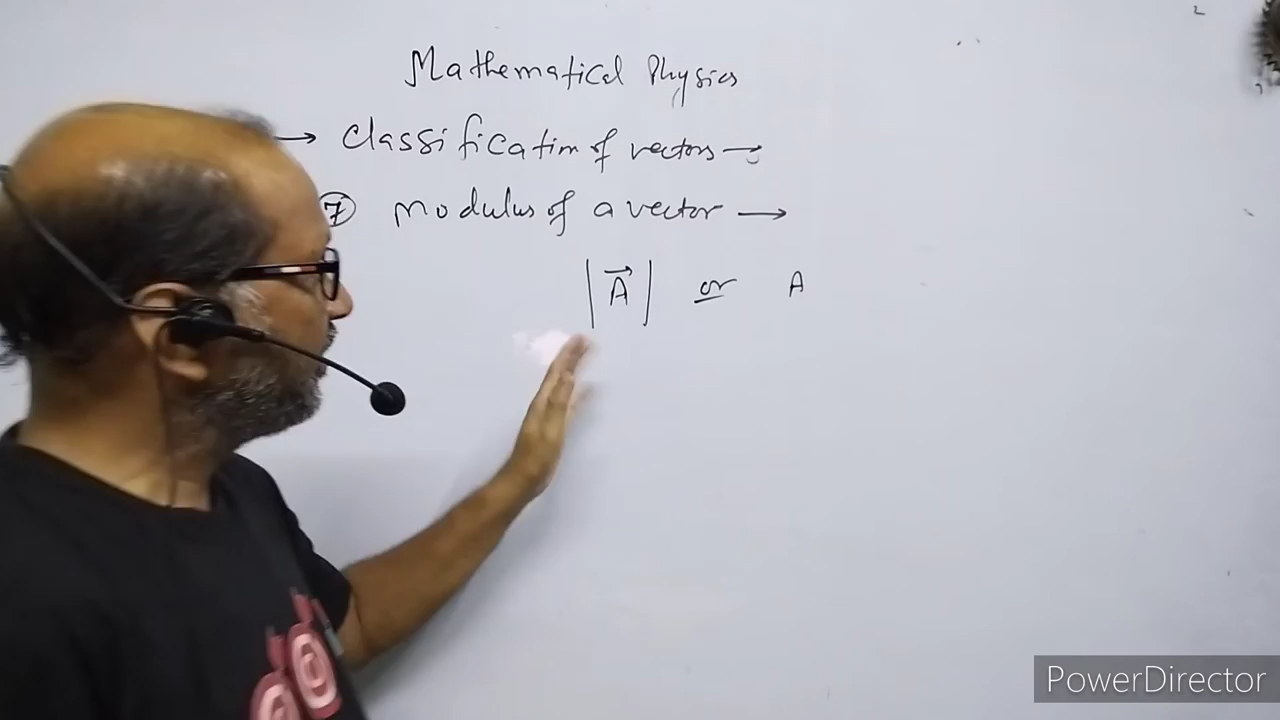 Mathematical Physics
→ Classification of vectors →
⑦ Modulus of a vector →
|A⃗| or A
PowerDirector